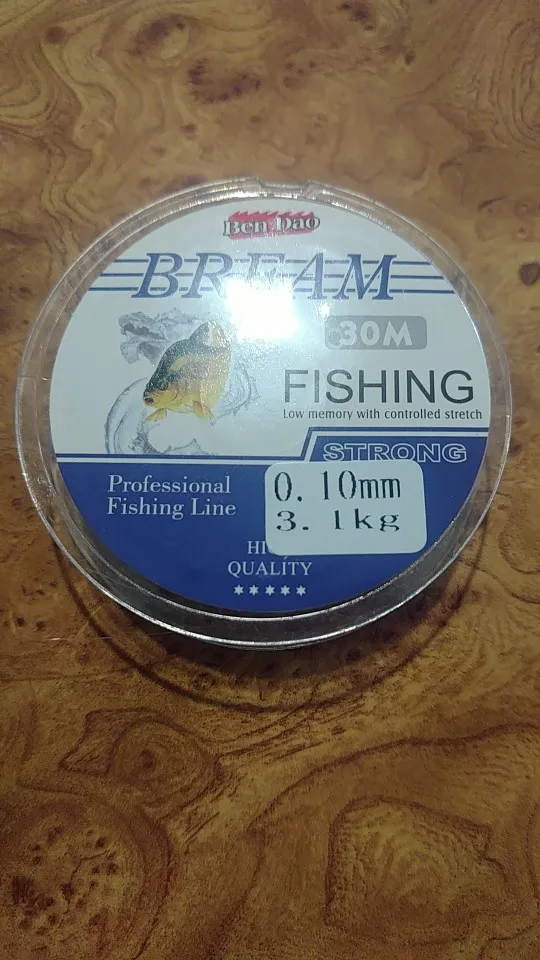 Ben Dao
BREAM
30M
FISHING
Low memory with controlled stretch
STRONG
Professional
Fishing Line
0.10mm
3.1kg
QUALITY